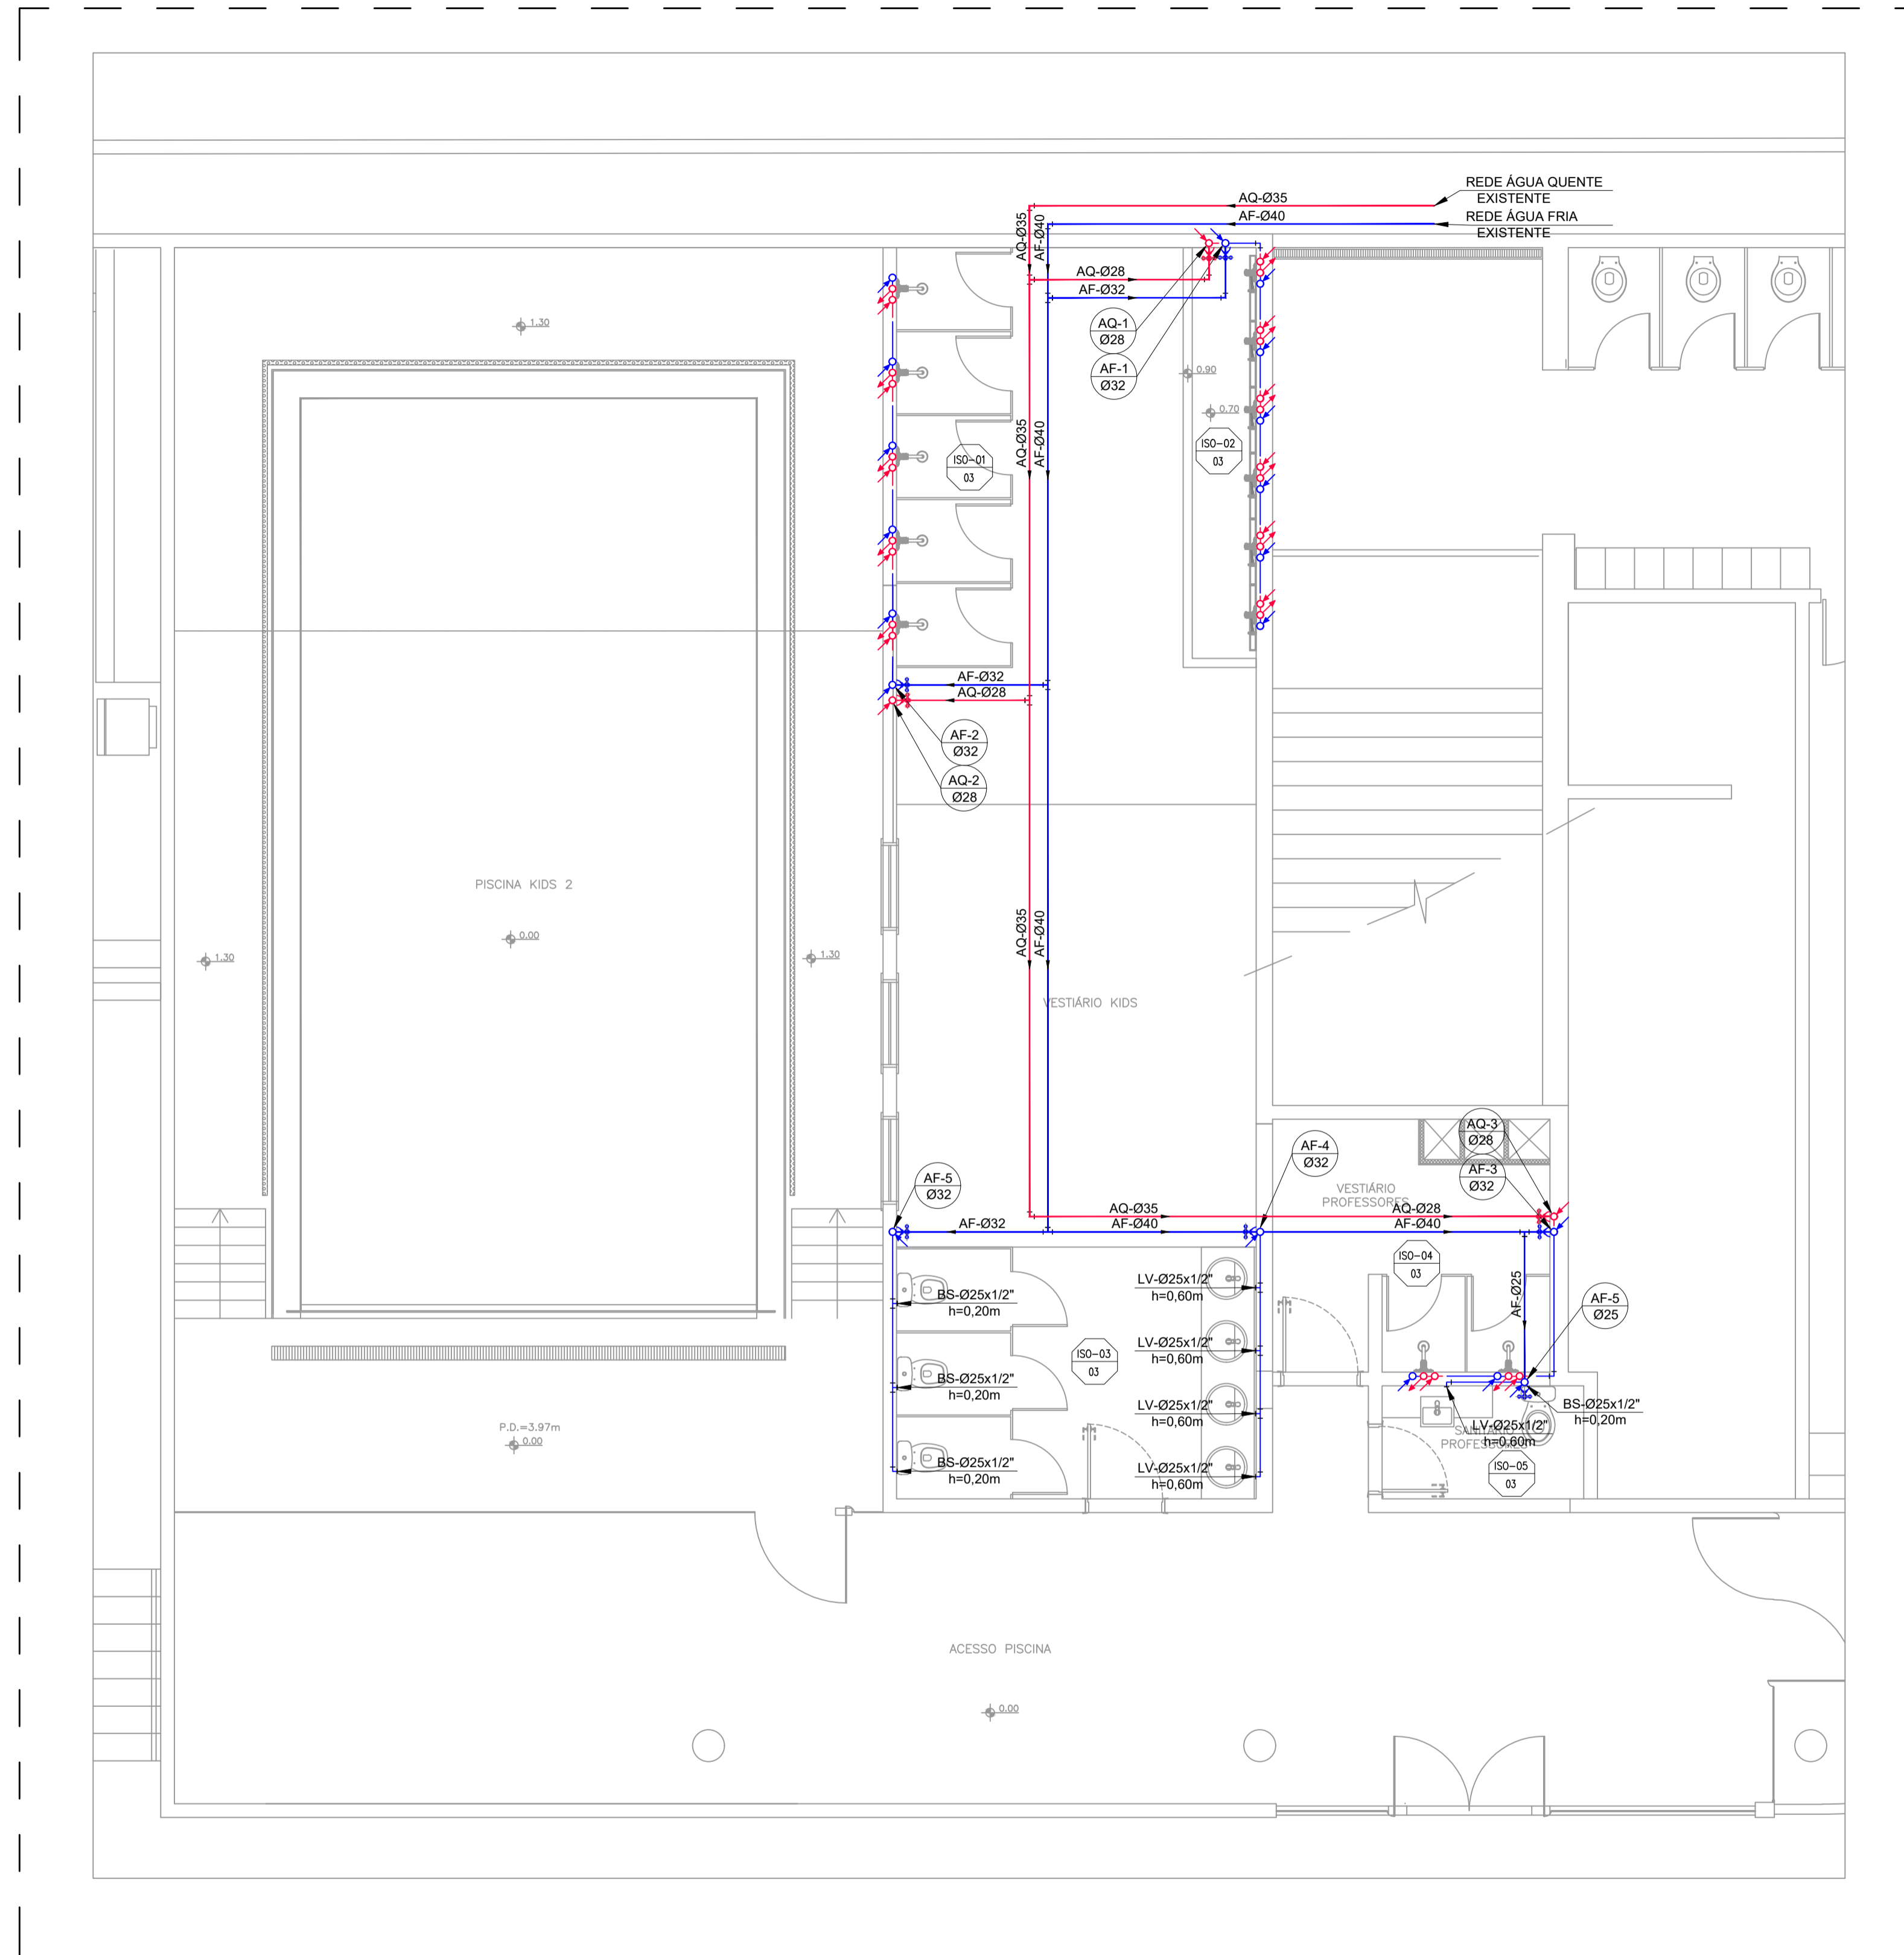 REDE ÁGUA QUENTE
EXISTENTE
REDE ÁGUA FRIA
EXISTENTE
AQ-Ø35
AF-Ø40
AQ-Ø35
AF-Ø40
AQ-Ø28
AF-Ø32
AQ-1
Ø28
AF-1
Ø32
1.30
0.90
0.70
ISO-01
03
ISO-02
03
AQ-Ø35
AF-Ø40
AF-Ø32
AQ-Ø28
AF-2
Ø32
AQ-2
Ø28
PISCINA KIDS 2
0.00
1.30
1.30
AQ-Ø35
AF-Ø40
VESTIÁRIO KIDS
AQ-3
Ø28
AF-3
Ø32
AF-4
Ø32
AF-5
Ø32
VESTIÁRIO
PROFESSORES
AQ-Ø35
AQ-Ø28
AF-Ø32
AF-Ø40
AF-Ø40
ISO-04
03
AF-Ø25
AF-5
Ø25
LV-Ø25x1/2"
h=0,60m
BS-Ø25x1/2"
h=0,20m
LV-Ø25x1/2"
h=0,60m
ISO-03
03
BS-Ø25x1/2"
h=0,20m
LV-Ø25x1/2"
h=0,60m
BS-Ø25x1/2"
h=0,20m
LV-Ø25x1/2"
h=0,60m
BS-Ø25x1/2"
h=0,20m
LV-Ø25x1/2"
h=0,60m
SANITÁRIO
PROFESSORES
ISO-05
03
P.D.=3.97m
0.00
ACESSO PISCINA
0.00